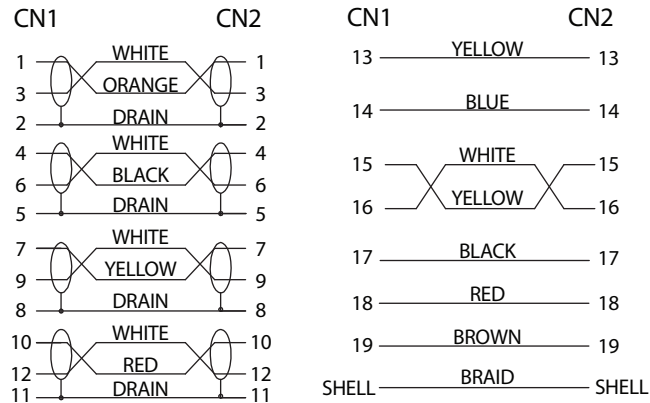 CN1 CN2
1 WHITE 1
3 ORANGE 3
2 DRAIN 2
4 WHITE 4
6 BLACK 6
5 DRAIN 5
7 WHITE 7
9 YELLOW 9
8 DRAIN 8
10 WHITE 10
12 RED 12
11 DRAIN 11
CN1 CN2
13 YELLOW 13
14 BLUE 14
15 WHITE 15
16 YELLOW 16
17 BLACK 17
18 RED 18
19 BROWN 19
SHELL BRAID SHELL